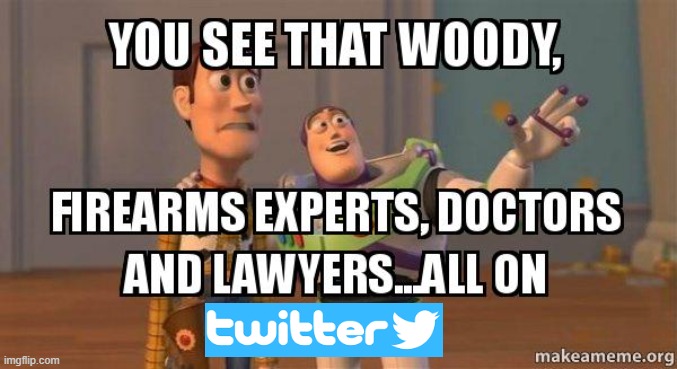 YOU SEE THAT WOODY,
FIREARMS EXPERTS, DOCTORS
AND LAWYERS...ALL ON
twitter
imgflip.com
makeameme.org